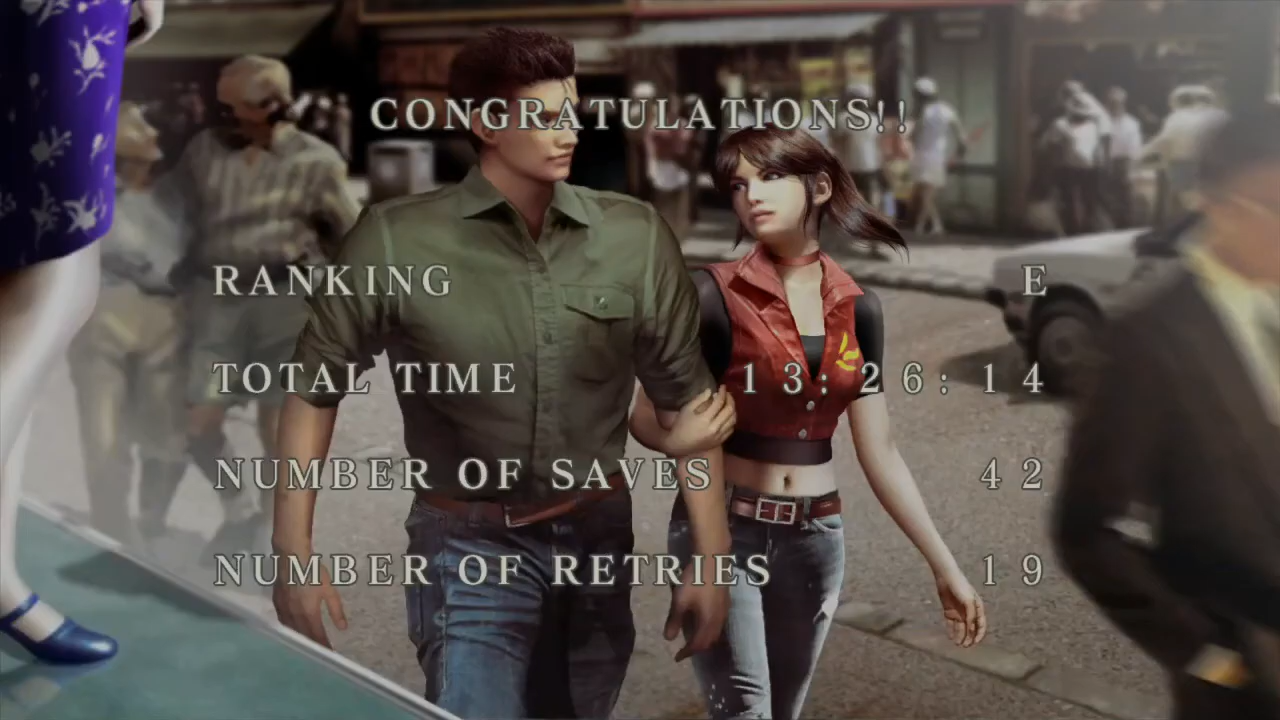 CONGRATULATIONS!!
RANKING E
TOTAL TIME 13:26:14
NUMBER OF SAVES 42
NUMBER OF RETRIES 19